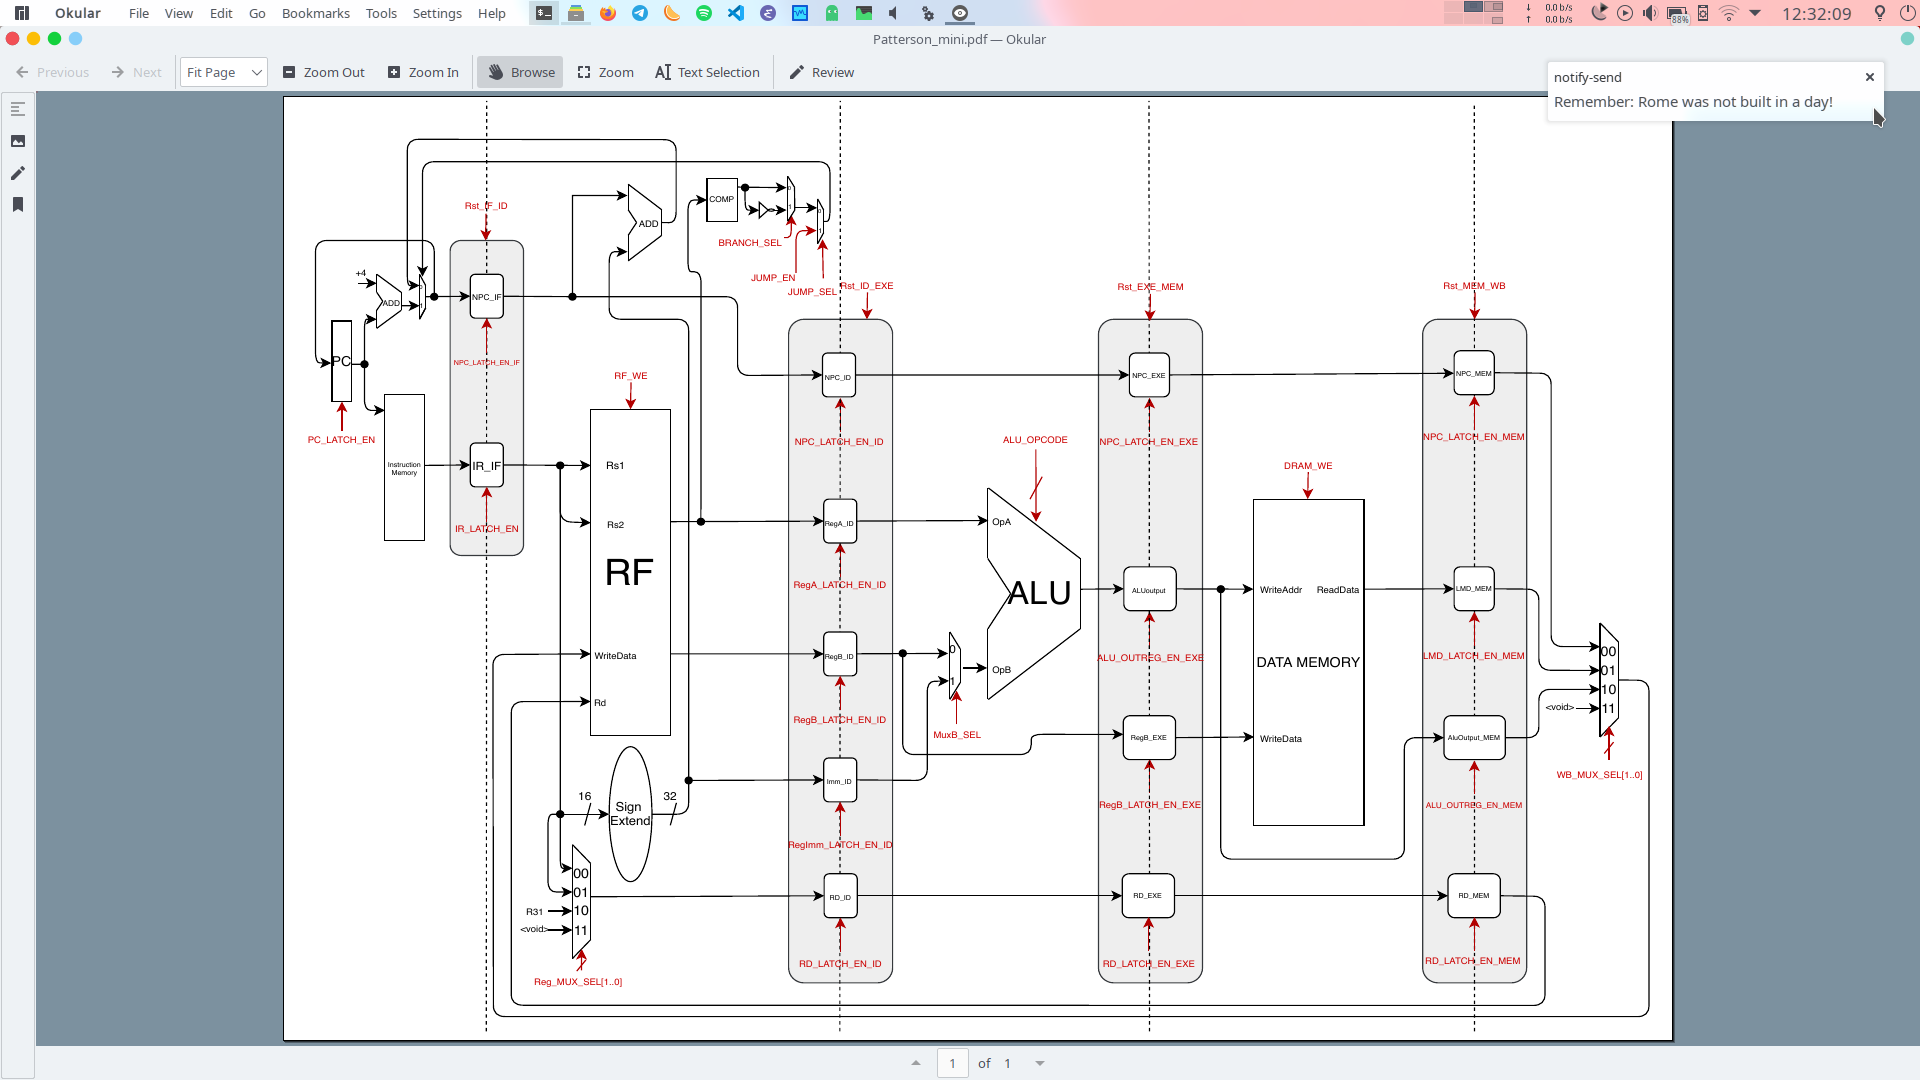 Okular File View Edit Go Bookmarks Tools Settings Help
0.0 b/s
0.0 b/s
88%
12:32:09
Patterson_mini.pdf — Okular
Previous Next Fit Page Zoom Out Zoom In Browse Zoom Text Selection Review
notify-send
Remember: Rome was not built in a day!
COMP
0
1
0
1
Rst_IF_ID
ADD
BRANCH_SEL
JUMP_EN
JUMP_SEL
Rst_ID_EXE
Rst_EXE_MEM
Rst_MEM_WB
+4
ADD
0
1
NPC_IF
PC
NPC_LATCH_EN_IF
RF_WE
NPC_ID
NPC_EXE
NPC_MEM
PC_LATCH_EN
NPC_LATCH_EN_ID
ALU_OPCODE
NPC_LATCH_EN_EXE
NPC_LATCH_EN_MEM
Instruction
Memory
IR_IF
Rs1
DRAM_WE
IR_LATCH_EN
Rs2
RegA_ID
OpA
RF
RegA_LATCH_EN_ID
ALU
ALUoutput
WriteAddr
ReadData
LMD_MEM
WriteData
RegB_ID
0
1
OpB
ALU_OUTREG_EN_EXE
DATA MEMORY
LMD_LATCH_EN_MEM
00
01
10
<void>
11
Rd
RegB_LATCH_EN_ID
MuxB_SEL
RegB_EXE
WriteData
AluOutput_MEM
WB_MUX_SEL[1..0]
Imm_ID
16
Sign
Extend
32
RegB_LATCH_EN_EXE
ALU_OUTREG_EN_MEM
RegImm_LATCH_EN_ID
00
01
R31
10
<void>
11
RD_ID
RD_EXE
RD_MEM
RD_LATCH_EN_ID
RD_LATCH_EN_EXE
RD_LATCH_EN_MEM
Reg_MUX_SEL[1..0]
1 of 1